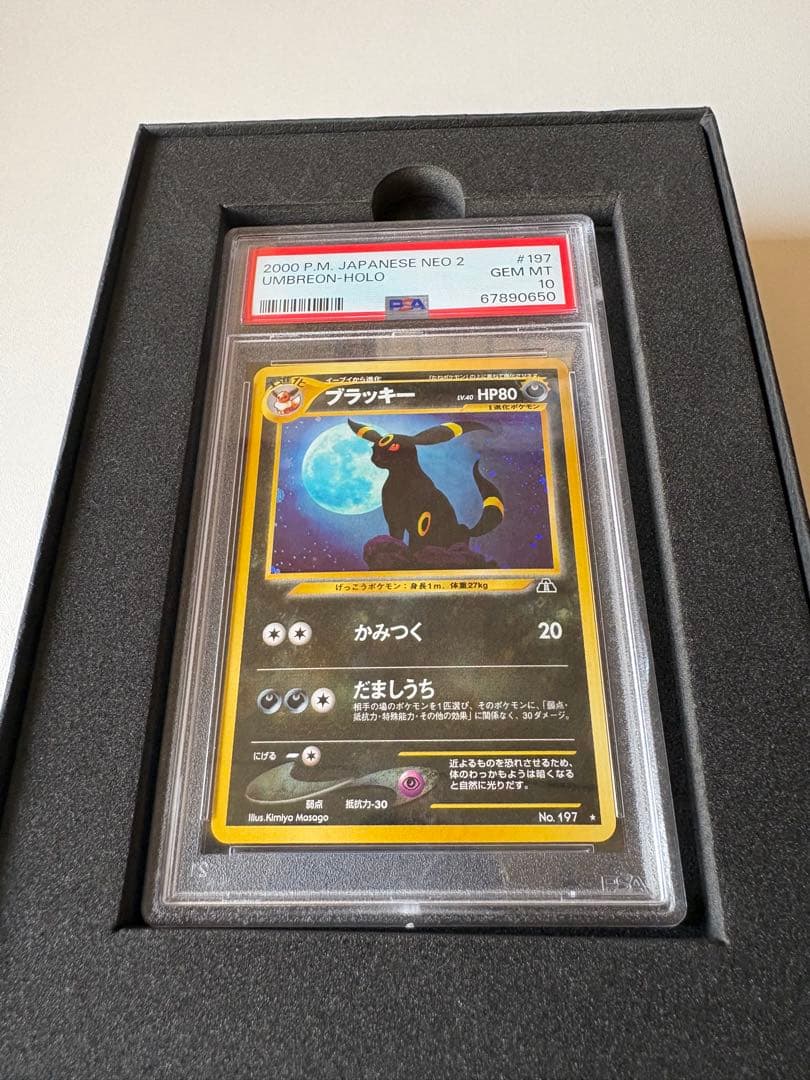 2000 P.M. JAPANESE NEO 2 #197
UMBREON-HOLO GEM MT
10
PSA 67890650
イーブイから進化
ブラッキー LV.40 HP80
1進化ポケモン
げっこうポケモン：身長1m、体重27kg
かみつく 20
だましうち
相手の場のポケモンを1匹選び、そのポケモンに、「弱点・
抵抗力・特殊能力・その他の効果」に関係なく、30ダメージ。
にげる
近よるものを恐れさせるため、
体のわっかもようは暗くなる
と自然に光りだす。
弱点 抵抗力-30
Illus.Kimiyo Masago No. 197 ★
PSA